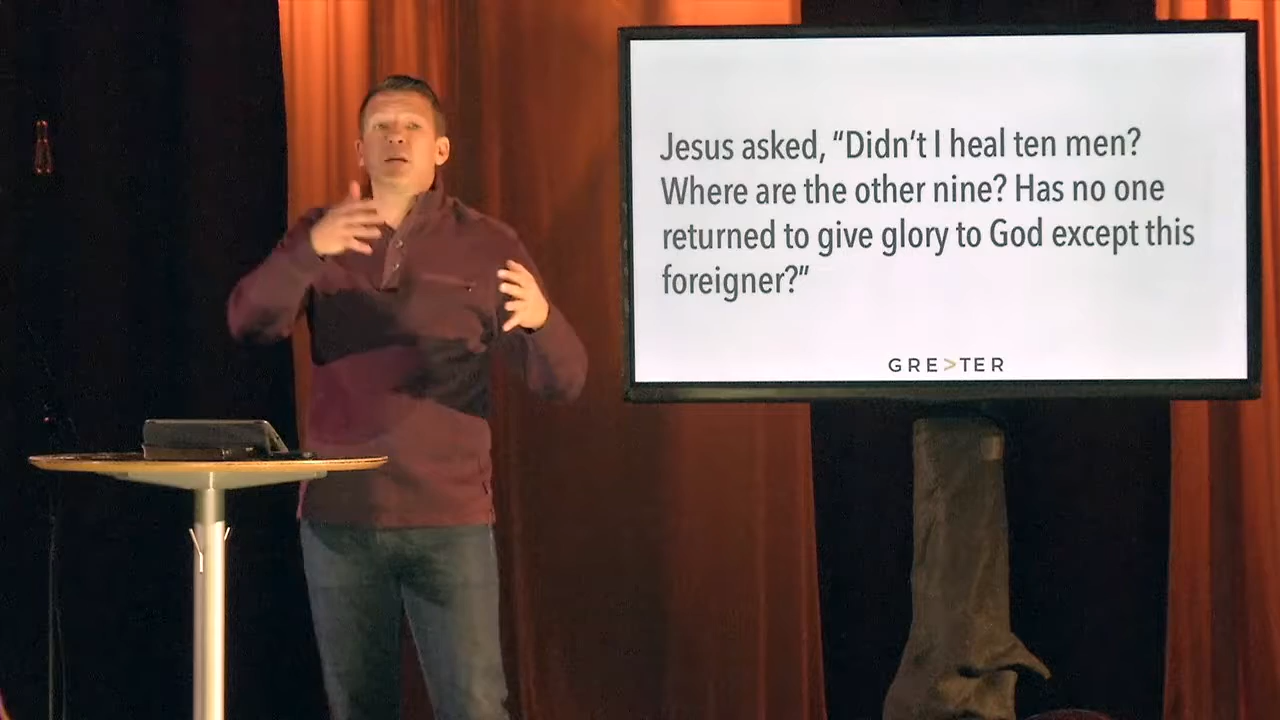 Jesus asked, “Didn’t I heal ten men?
Where are the other nine? Has no one
returned to give glory to God except this
foreigner?”
GRE>TER